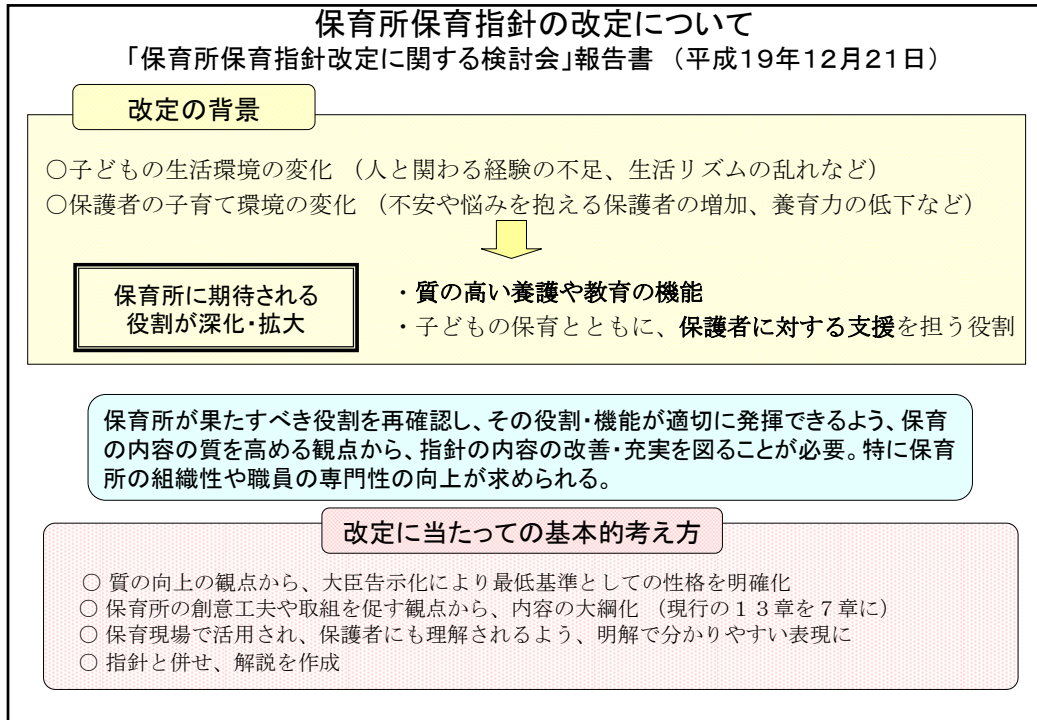 保育所保育指針の改定について
「保育所保育指針改定に関する検討会」報告書 （平成19年12月21日）
改定の背景
○子どもの生活環境の変化 （人と関わる経験の不足、生活リズムの乱れなど）
○保護者の子育て環境の変化 （不安や悩みを抱える保護者の増加、養育力の低下など）
保育所に期待される
役割が深化・拡大
・質の高い養護や教育の機能
・子どもの保育とともに、保護者に対する支援を担う役割
保育所が果たすべき役割を再確認し、その役割・機能が適切に発揮できるよう、保育
の内容の質を高める観点から、指針の内容の改善・充実を図ることが必要。特に保育
所の組織性や職員の専門性の向上が求められる。
改定に当たっての基本的考え方
○ 質の向上の観点から、大臣告示化により最低基準としての性格を明確化
○ 保育所の創意工夫や取組を促す観点から、内容の大綱化 （現行の１３章を７章に）
○ 保育現場で活用され、保護者にも理解されるよう、明解で分かりやすい表現に
○ 指針と併せ、解説を作成